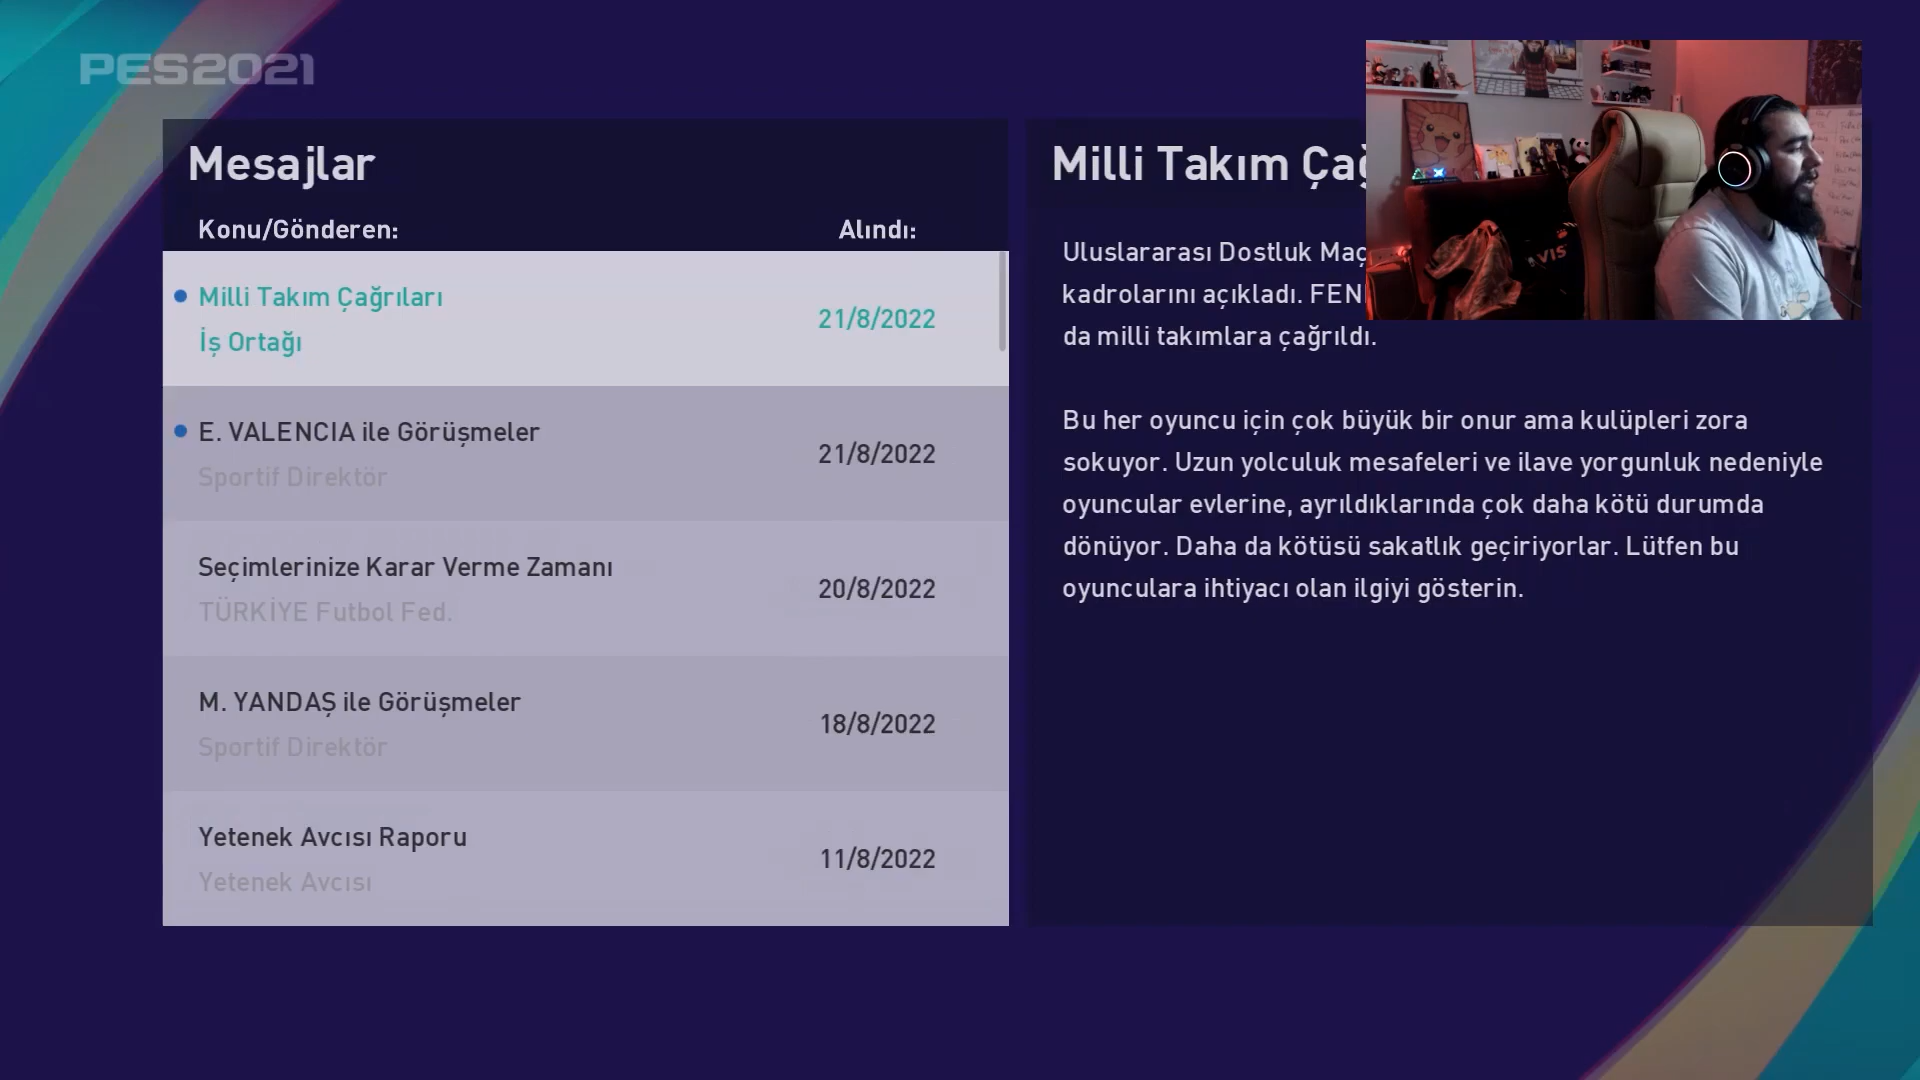 PES2021
Mesajlar
Konu/Gönderen:
Alındı:
Milli Takım Çağrıları
İş Ortağı
21/8/2022
E. VALENCIA ile Görüşmeler
Sportif Direktör
21/8/2022
Seçimlerinize Karar Verme Zamanı
TÜRKİYE Futbol Fed.
20/8/2022
M. YANDAŞ ile Görüşmeler
Sportif Direktör
18/8/2022
Yetenek Avcısı Raporu
Yetenek Avcısı
11/8/2022
Milli Takım Çağ
Uluslararası Dostluk Maç
kadrolarını açıkladı. FEN
da milli takımlara çağrıldı.
Bu her oyuncu için çok büyük bir onur ama kulüpleri zora
sokuyor. Uzun yolculuk mesafeleri ve ilave yorgunluk nedeniyle
oyuncular evlerine, ayrıldıklarında çok daha kötü durumda
dönüyor. Daha da kötüsü sakatlık geçiriyorlar. Lütfen bu
oyunculara ihtiyacı olan ilgiyi gösterin.